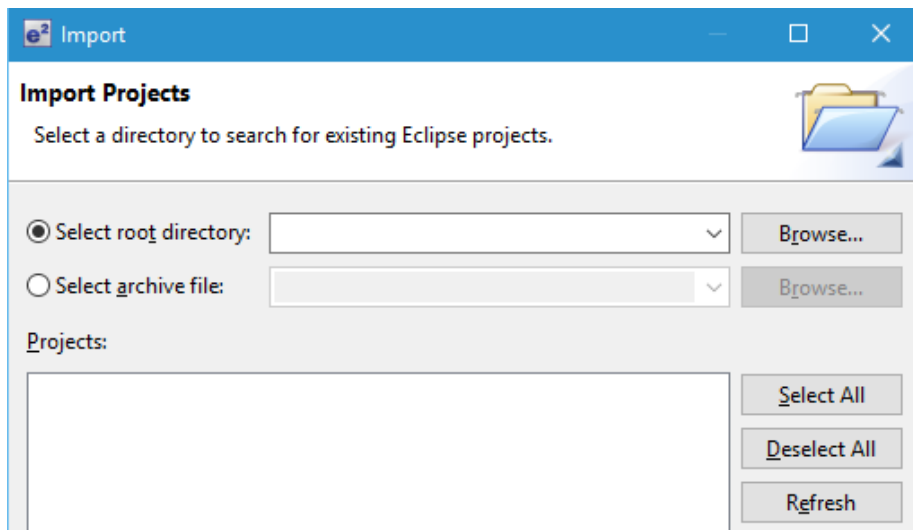 e² Import
Import Projects
Select a directory to search for existing Eclipse projects.
Select root directory: Browse...
Select archive file: Browse...
Projects:
Select All
Deselect All
Refresh